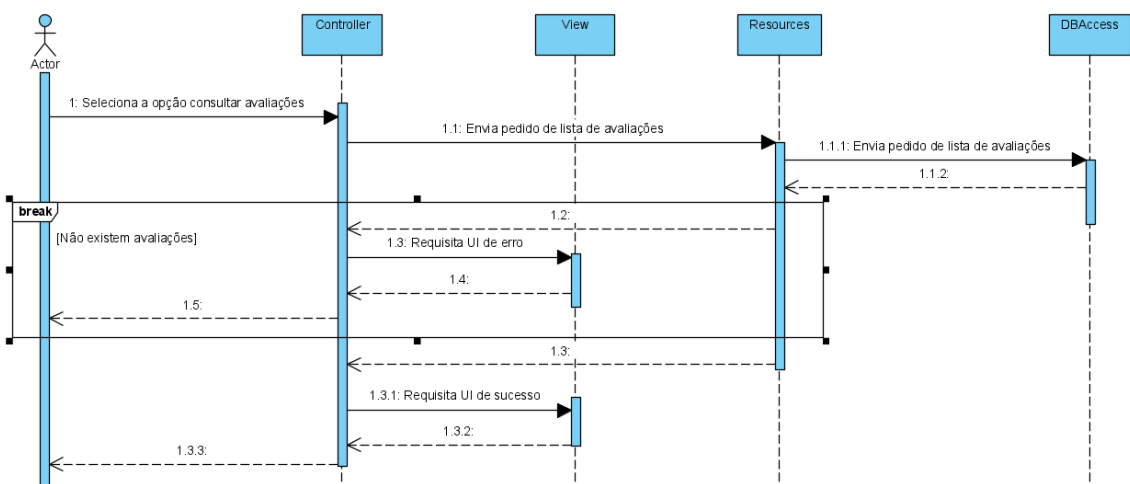 Controller
View
Resources
DBAccess
Actor
1: Seleciona a opção consultar avaliações
1.1: Envia pedido de lista de avaliações
1.1.1: Envia pedido de lista de avaliações
1.1.2:
break
1.2:
[Não existem avaliações]
1.3: Requisita UI de erro
1.4:
1.5:
1.3:
1.3.1: Requisita UI de sucesso
1.3.2:
1.3.3: